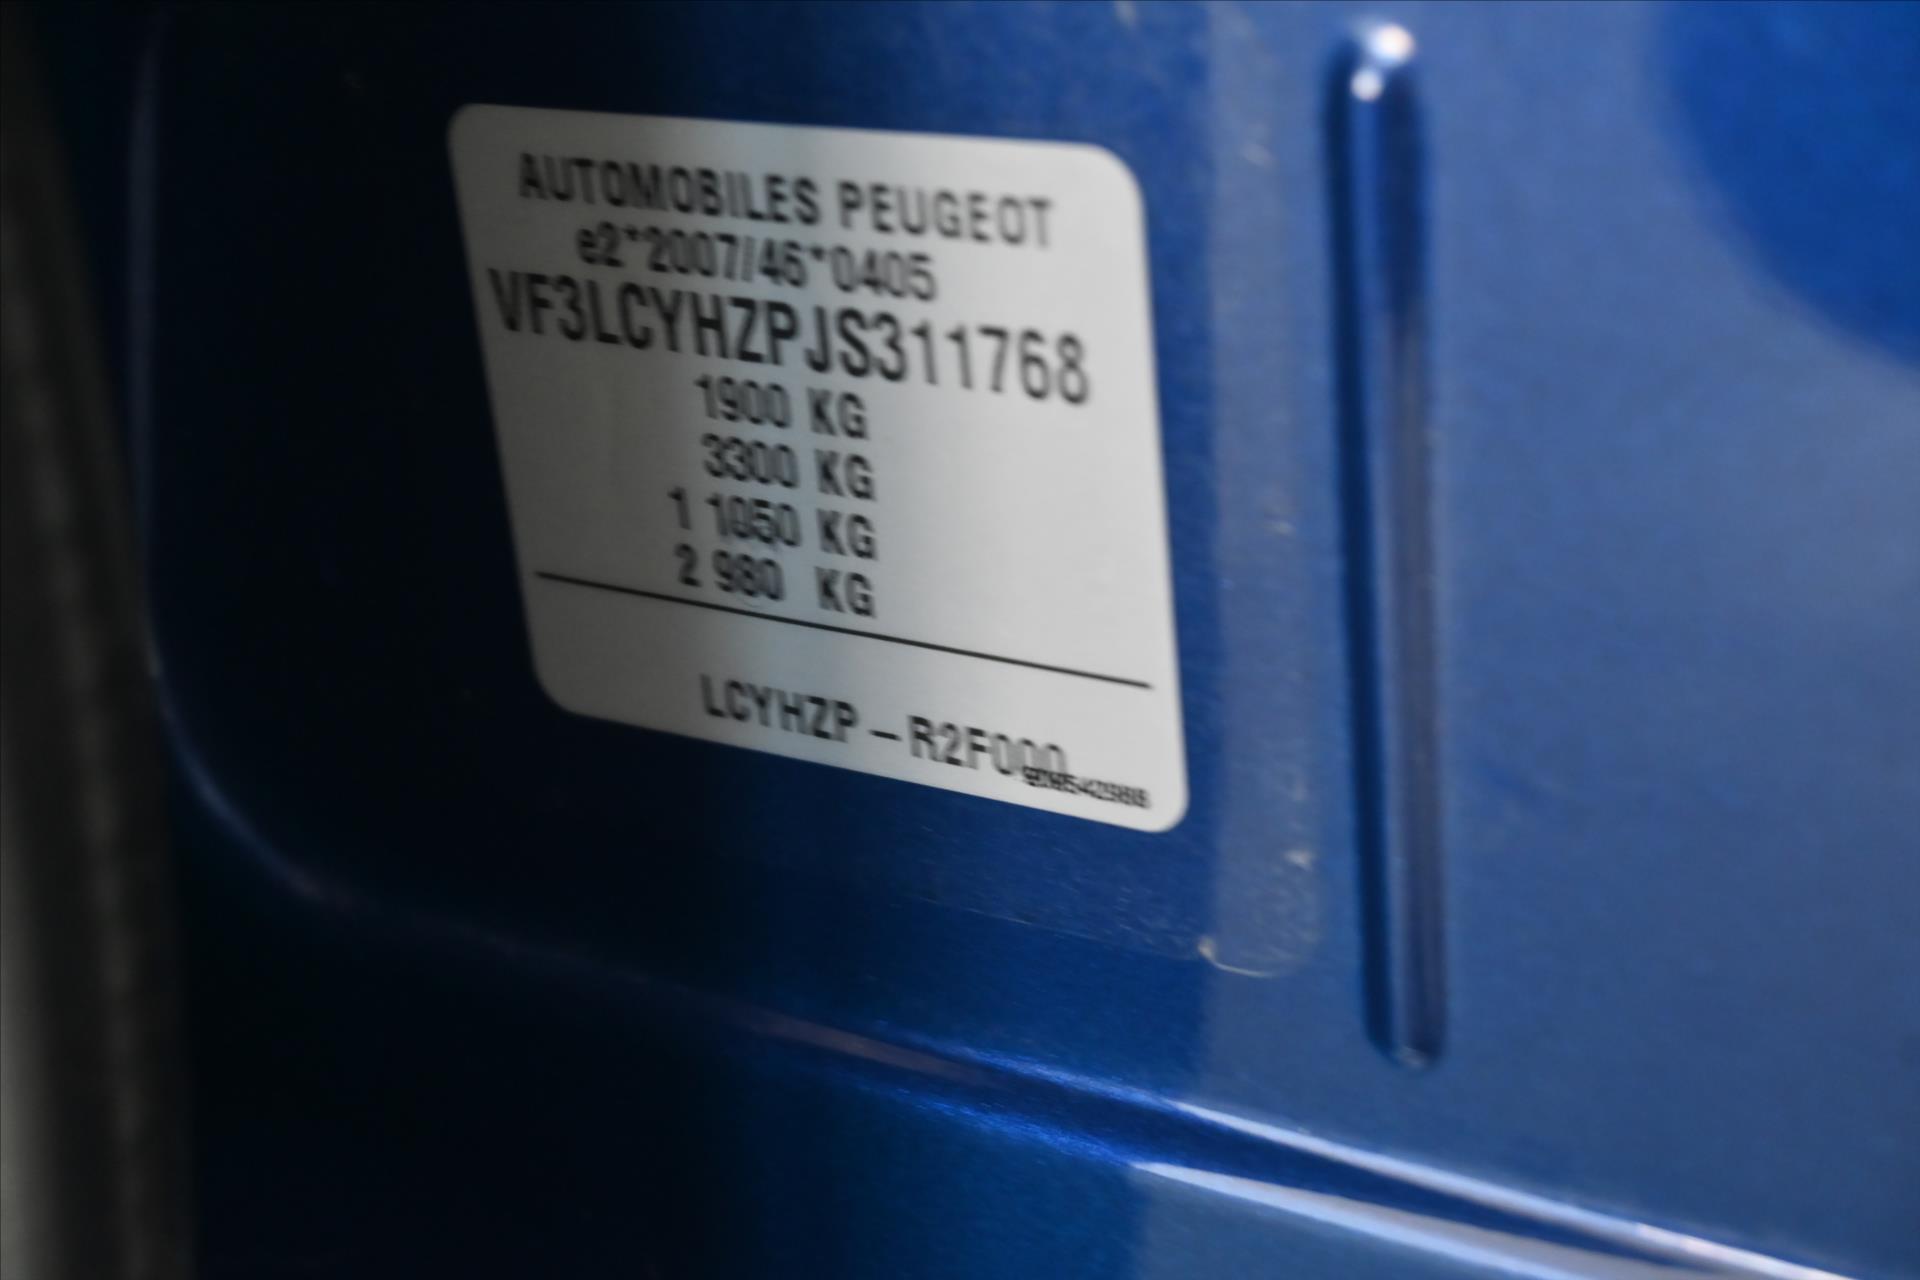 AUTOMOBILES PEUGEOT
e2*2007/46*0405
VF3LCYHZPJS311768
1900 KG
3300 KG
1 1050 KG
2 980 KG
LCYHZP – R2F000